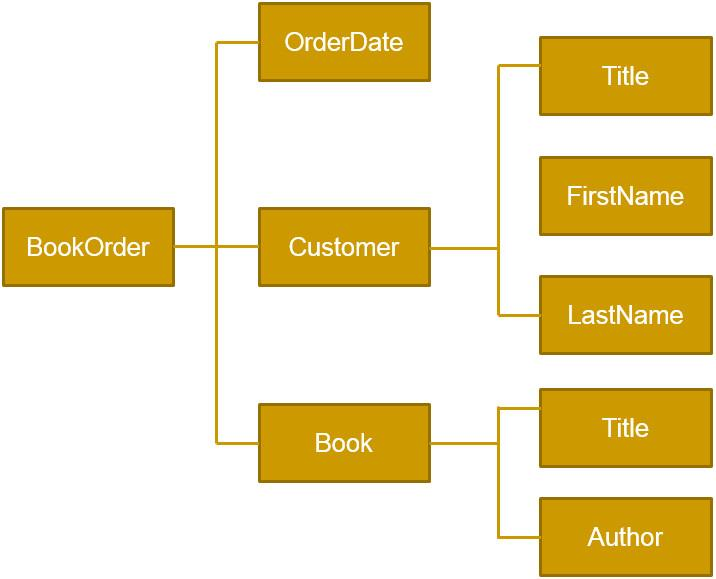 OrderDate
Title
FirstName
BookOrder
Customer
LastName
Book
Title
Author